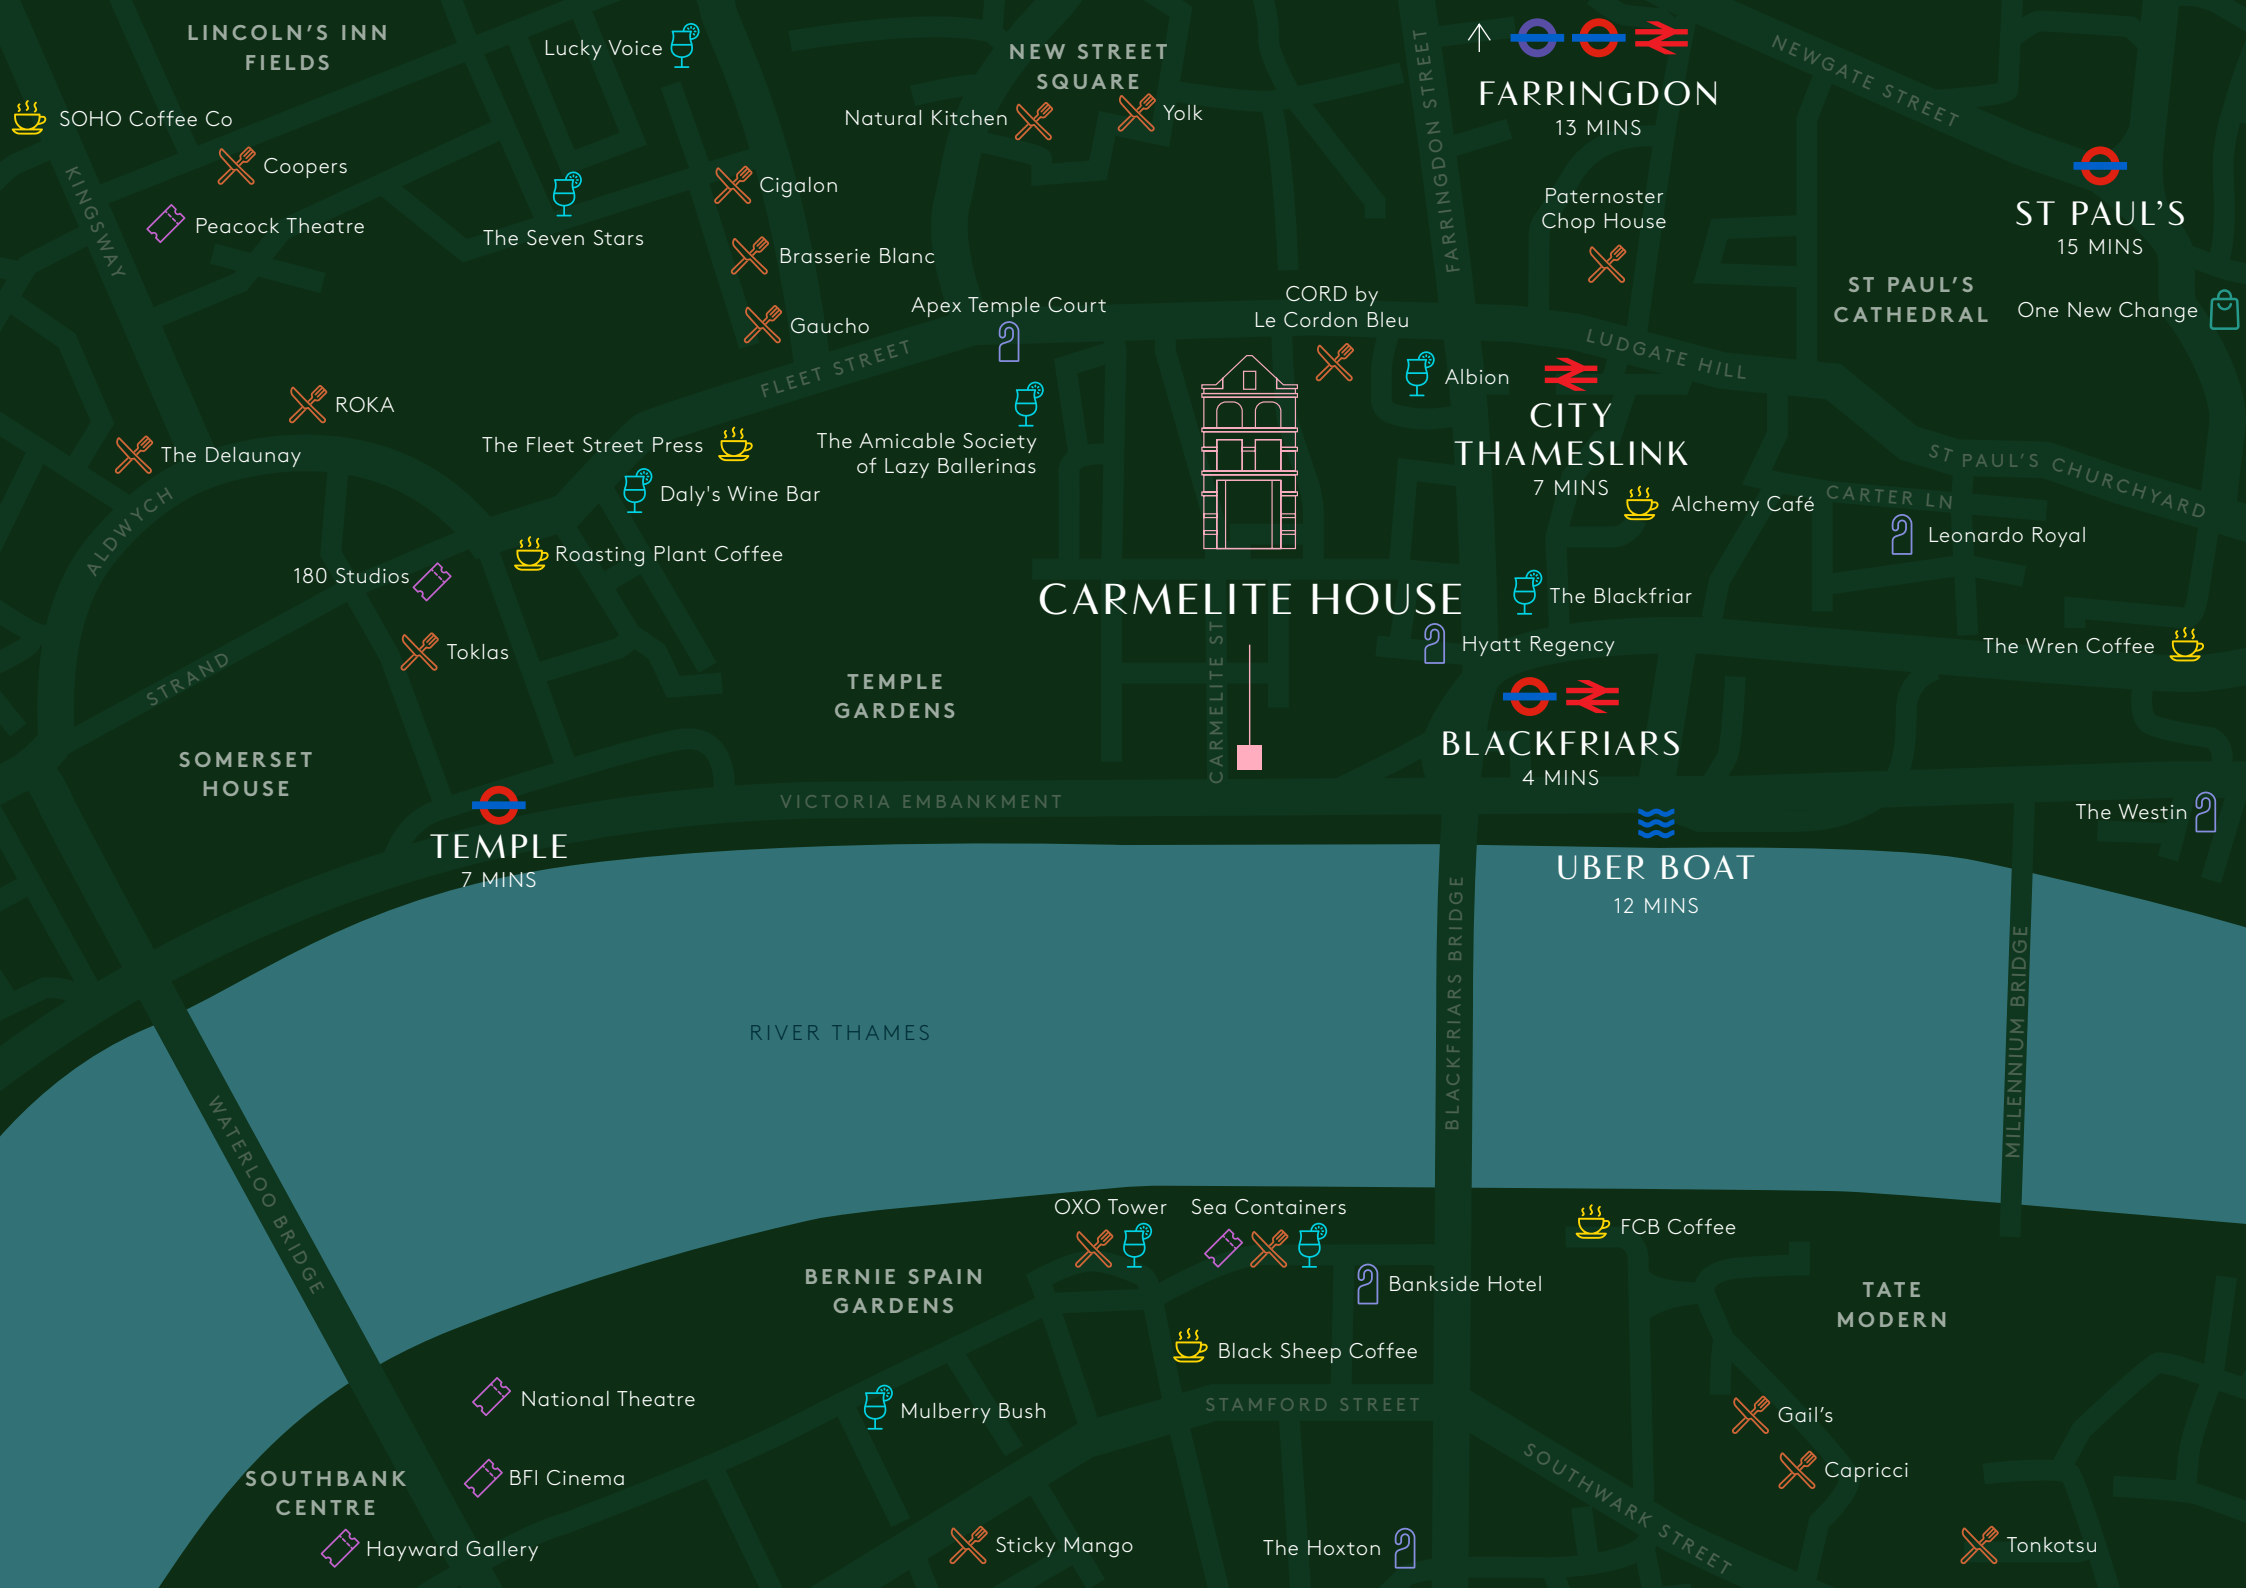 LINCOLN'S INN
FIELDS
Lucky Voice
NEW STREET
SQUARE
FARRINGDON STREET
FARRINGDON
13 MINS
NEWGATE STREET
SOHO Coffee Co
Natural Kitchen
Yolk
Coopers
KINGSWAY
Peacock Theatre
The Seven Stars
Cigalon
Brasserie Blanc
Gaucho
Paternoster
Chop House
ST PAUL'S
15 MINS
ST PAUL'S
CATHEDRAL
One New Change
Apex Temple Court
CORD by
Le Cordon Bleu
FLEET STREET
LUDGATE HILL
Albion
ROKA
The Delaunay
ALDWYCH
The Fleet Street Press
Daly's Wine Bar
The Amicable Society
of Lazy Ballerinas
CITY
THAMESLINK
7 MINS
Alchemy Café
ST PAUL'S CHURCHYARD
CARTER LN
Leonardo Royal
180 Studios
Roasting Plant Coffee
CARMELITE HOUSE
The Blackfriar
Hyatt Regency
The Wren Coffee
Toklas
STRAND
TEMPLE
GARDENS
CARMELITE ST
BLACKFRIARS
4 MINS
SOMERSET
HOUSE
VICTORIA EMBANKMENT
The Westin
TEMPLE
7 MINS
UBER BOAT
12 MINS
BLACKFRIARS BRIDGE
MILLENNIUM BRIDGE
RIVER THAMES
WATERLOO BRIDGE
OXO Tower
Sea Containers
FCB Coffee
BERNIE SPAIN
GARDENS
Bankside Hotel
TATE
MODERN
Black Sheep Coffee
National Theatre
Mulberry Bush
STAMFORD STREET
Gail's
Capricci
SOUTHBANK
CENTRE
BFI Cinema
SOUTHWARK STREET
Hayward Gallery
Sticky Mango
The Hoxton
Tonkotsu